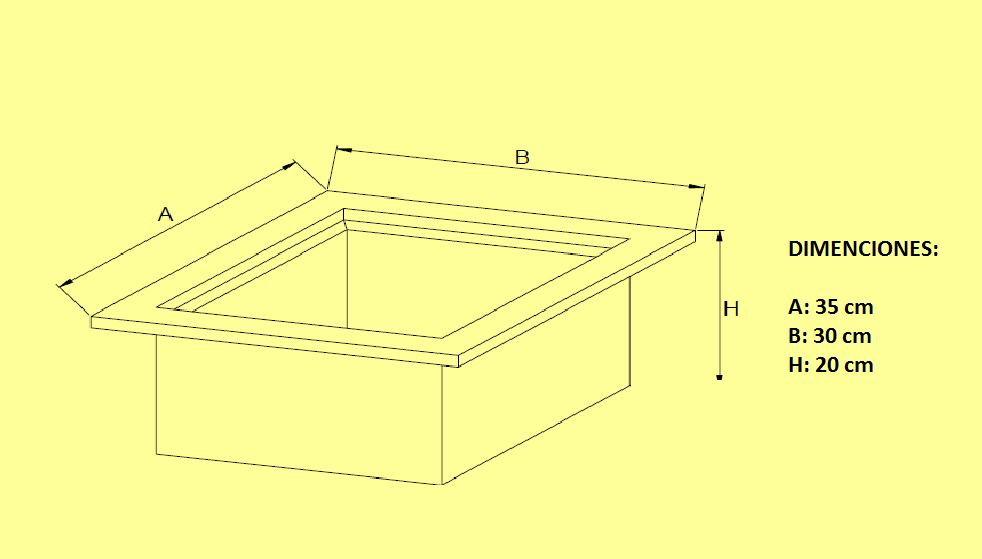 B
A
H
DIMENCIONES:
A: 35 cm
B: 30 cm
H: 20 cm